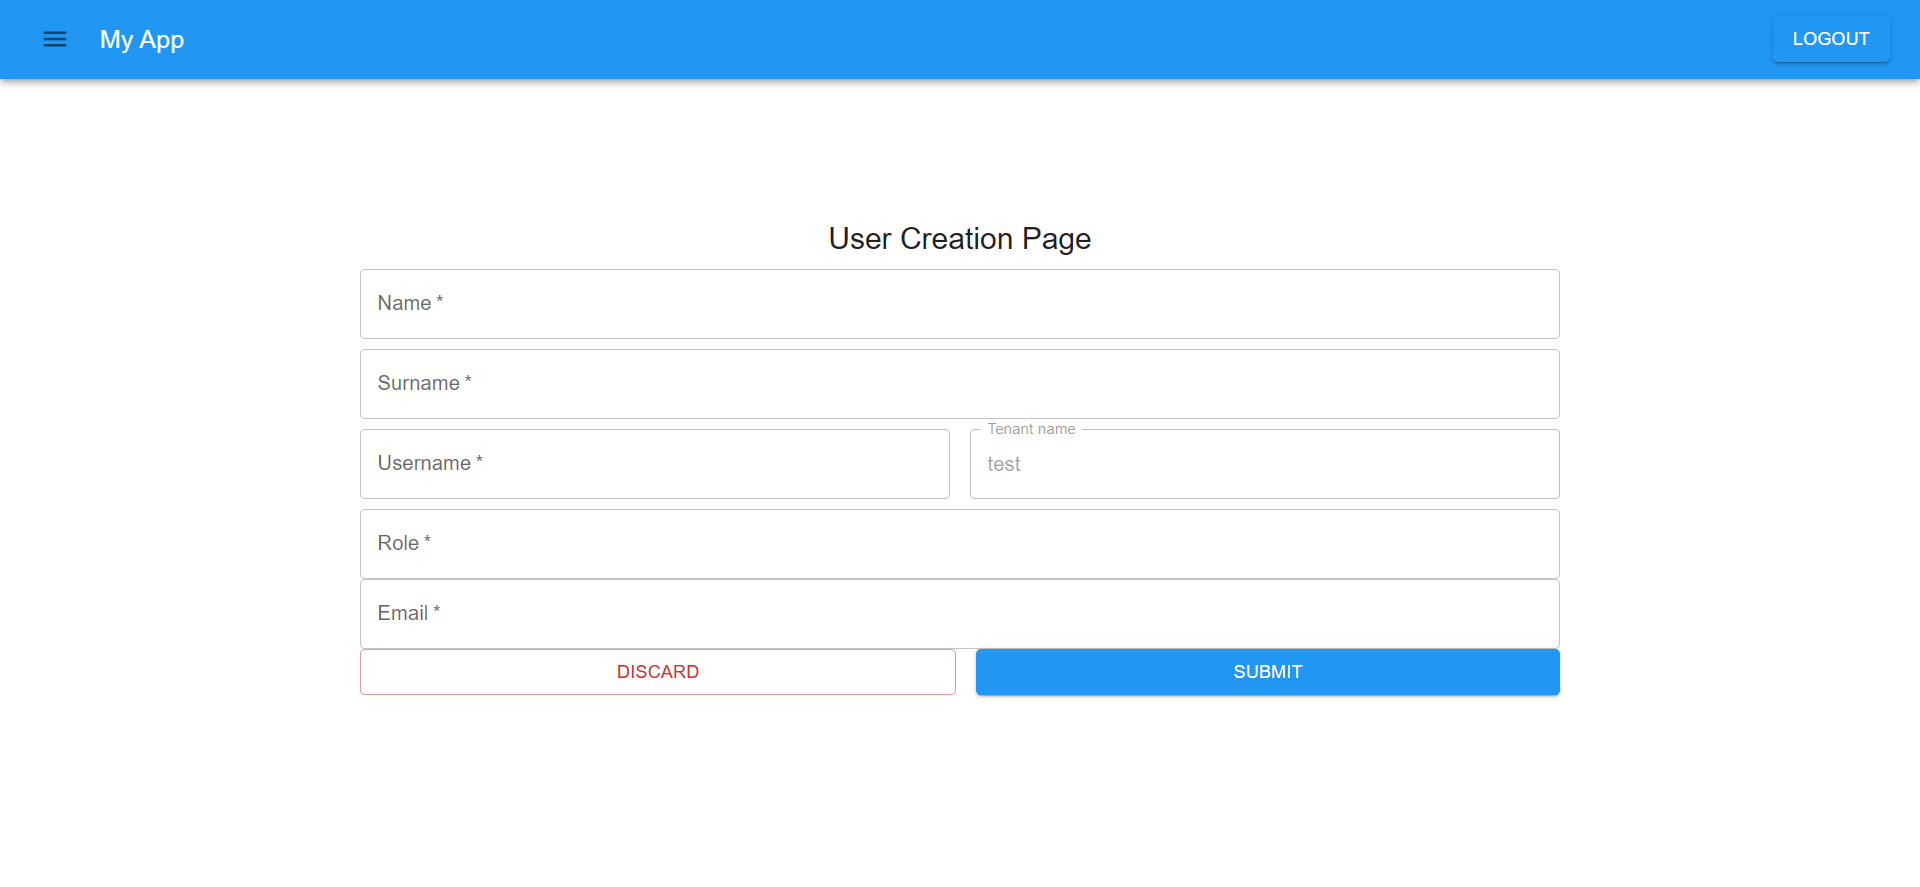 My App
LOGOUT
User Creation Page
Name *
Surname *
Username *
Tenant name
test
Role *
Email *
DISCARD
SUBMIT